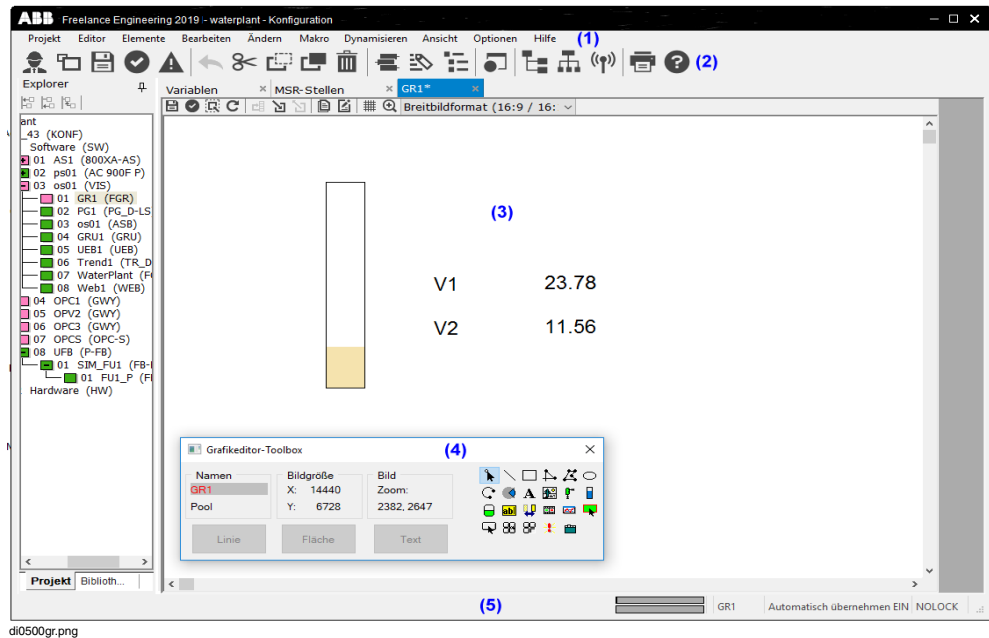 ABB Freelance Engineering 2019 - waterplant - Konfiguration
Projekt Editor Elemente Bearbeiten Ändern Makro Dynamisieren Ansicht Optionen Hilfe (1)
(2)
Explorer
Variablen × MSR-Stellen × GR1* ×
Breitbildformat (16:9 / 16:
ant
_43 (KONF)
Software (SW)
01 AS1 (800XA-AS)
02 ps01 (AC 900F P)
03 os01 (VIS)
01 GR1 (FGR)
02 PG1 (PG_D-LS
03 os01 (ASB)
04 GRU1 (GRU)
05 UEB1 (UEB)
06 Trend1 (TR_D
07 WaterPlant (F
08 Web1 (WEB)
04 OPC1 (GWY)
05 OPV2 (GWY)
06 OPC3 (GWY)
07 OPCS (OPC-S)
08 UFB (P-FB)
01 SIM_FU1 (FB-
01 FU1_P (F
Hardware (HW)
(3)
V1 23.78
V2 11.56
Grafikeditor-Toolbox (4)
Namen Bildgröße Bild
GR1 X: 14440 Zoom:
Pool Y: 6728 2382, 2647
Linie Fläche Text
Projekt Biblioth...
(5) GR1 Automatisch übernehmen EIN NOLOCK
di0500gr.png